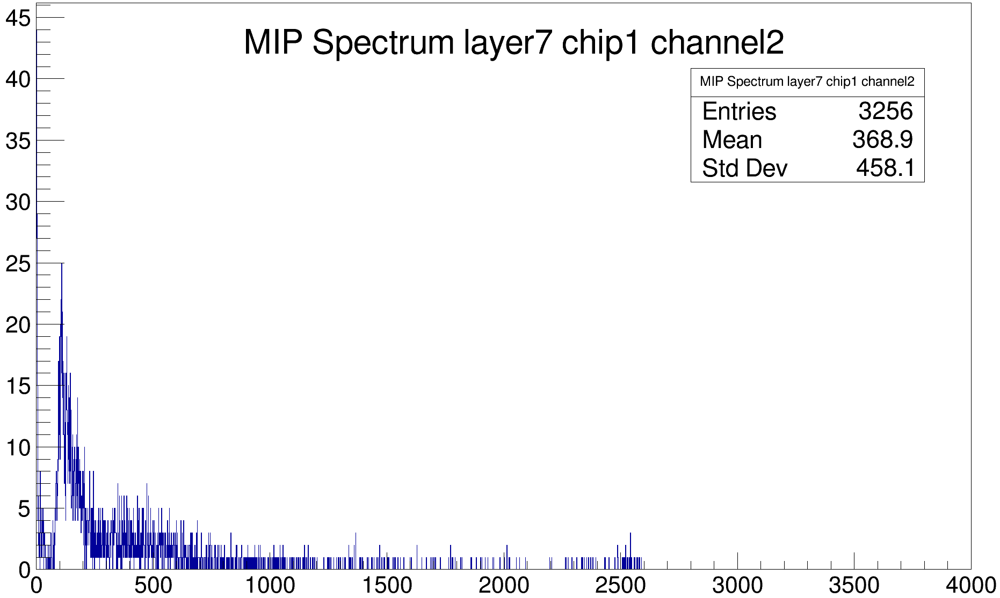 MIP Spectrum layer7 chip1 channel2
MIP Spectrum layer7 chip1 channel2
Entries 3256
Mean 368.9
Std Dev 458.1
45
40
35
30
25
20
15
10
5
0
0 500 1000 1500 2000 2500 3000 3500 4000